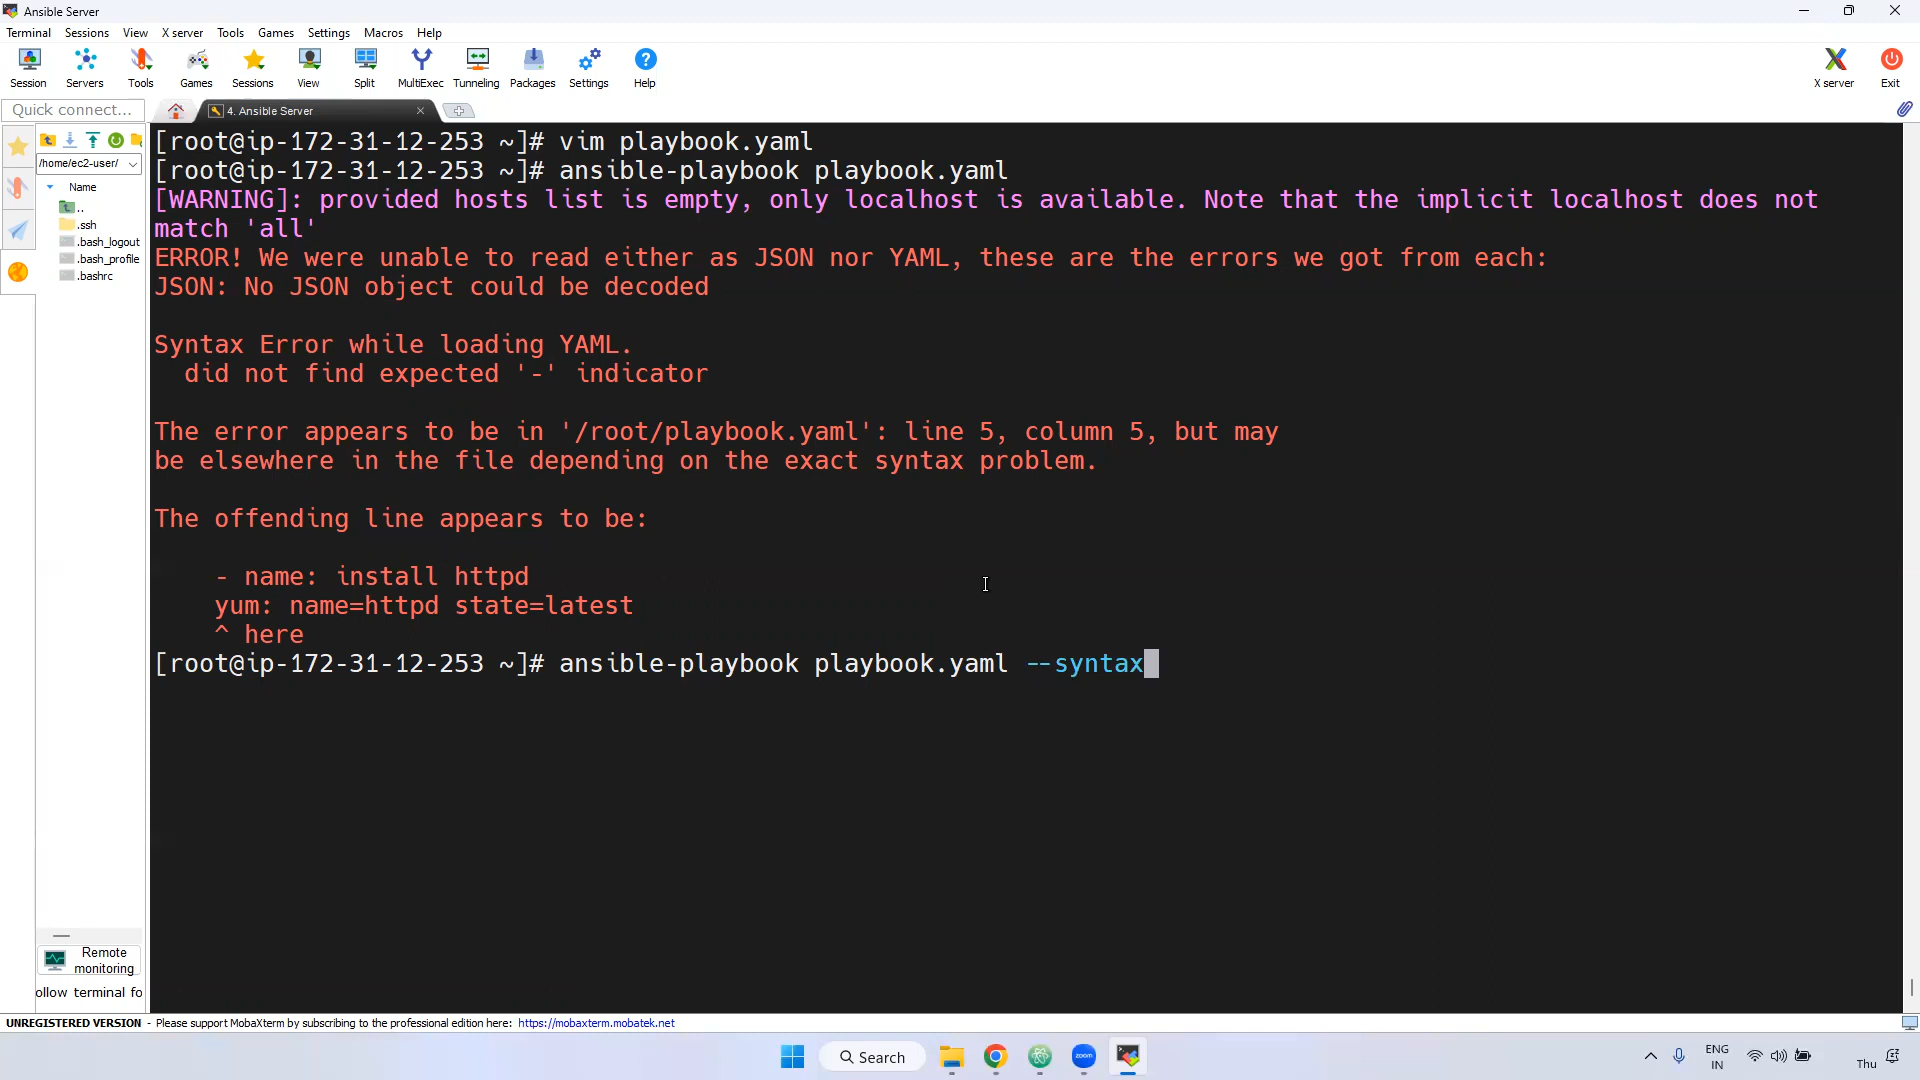 Ansible Server
Terminal Sessions View X server Tools Games Settings Macros Help
Session Servers Tools Games Sessions View Split MultiExec Tunneling Packages Settings Help X server Exit
Quick connect... 4. Ansible Server
/home/ec2-user/
Name
..
.ssh
.bash_logout
.bash_profile
.bashrc
[root@ip-172-31-12-253 ~]# vim playbook.yaml
[root@ip-172-31-12-253 ~]# ansible-playbook playbook.yaml
[WARNING]: provided hosts list is empty, only localhost is available. Note that the implicit localhost does not
match 'all'
ERROR! We were unable to read either as JSON nor YAML, these are the errors we got from each:
JSON: No JSON object could be decoded
Syntax Error while loading YAML.
did not find expected '-' indicator
The error appears to be in '/root/playbook.yaml': line 5, column 5, but may
be elsewhere in the file depending on the exact syntax problem.
The offending line appears to be:
- name: install httpd
yum: name=httpd state=latest
^ here
[root@ip-172-31-12-253 ~]# ansible-playbook playbook.yaml --syntax
Remote
monitoring
ollow terminal fo
UNREGISTERED VERSION - Please support MobaXterm by subscribing to the professional edition here: https://mobaxterm.mobatek.net
Search
zoom
ENG
IN
Thu